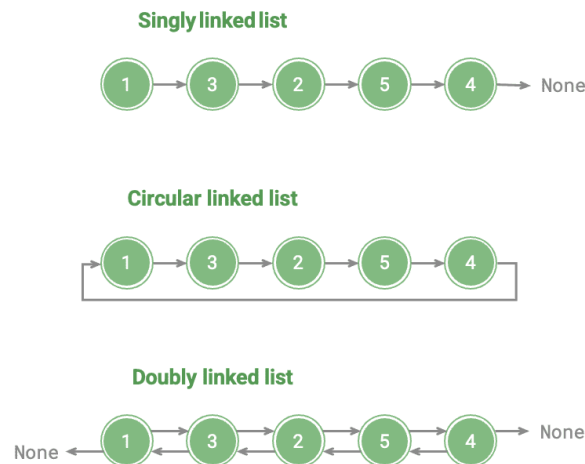 Singly linked list
1 3 2 5 4 None
Circular linked list
1 3 2 5 4
Doubly linked list
1 3 2 5 4 None
None